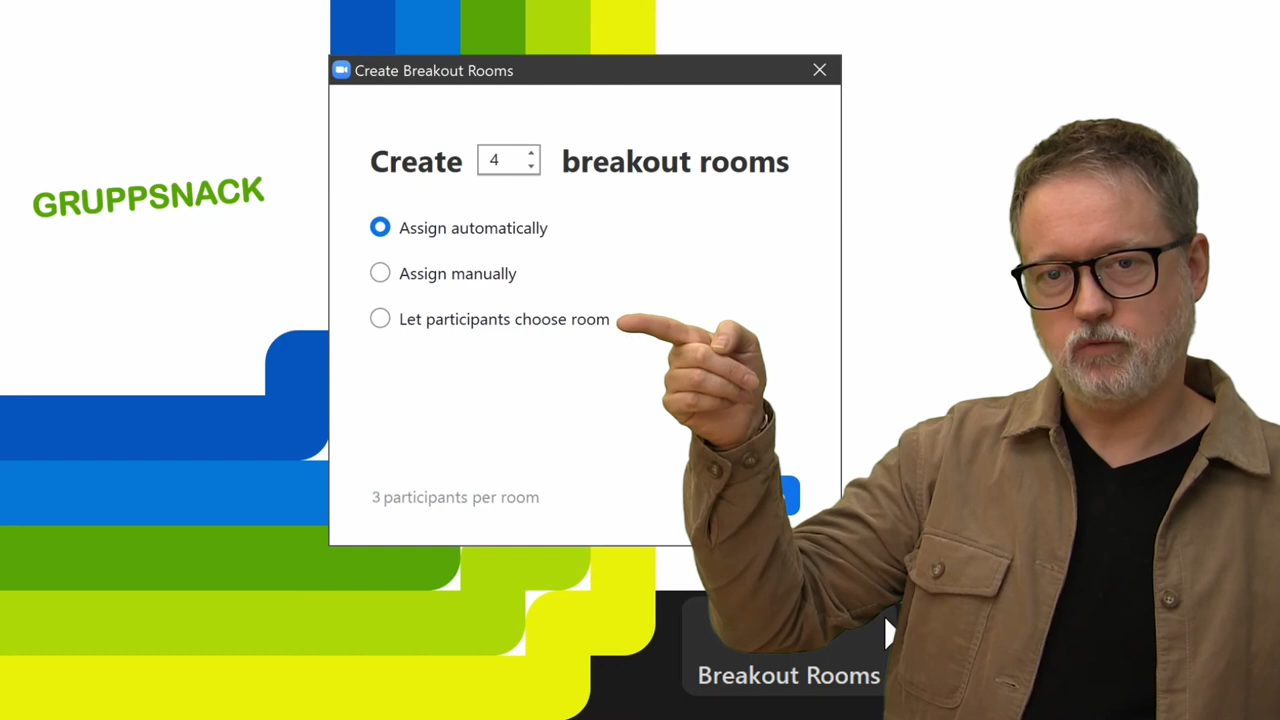 Create Breakout Rooms
Create 4 breakout rooms
GRUPPSNACK
Assign automatically
Assign manually
Let participants choose room
3 participants per room
Breakout Rooms